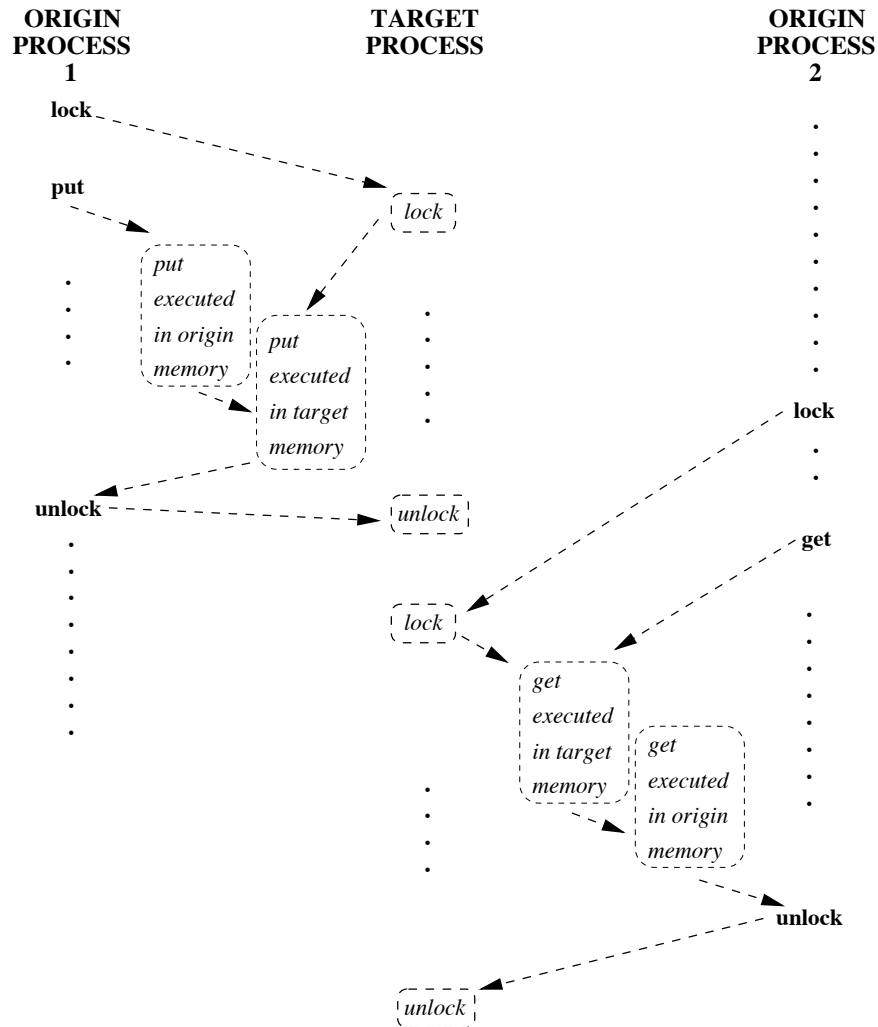 ORIGIN
PROCESS
1
TARGET
PROCESS
ORIGIN
PROCESS
2
lock
put
lock
put
executed
in origin
memory
put
executed
in target
memory
lock
unlock
unlock
get
lock
get
executed
in target
memory
get
executed
in origin
memory
unlock
unlock